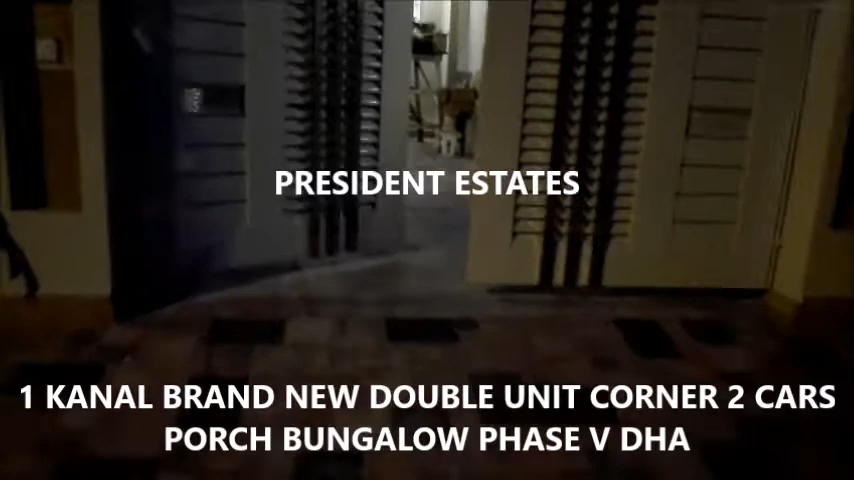 PRESIDENT ESTATES
1 KANAL BRAND NEW DOUBLE UNIT CORNER 2 CARS
PORCH BUNGALOW PHASE V DHA